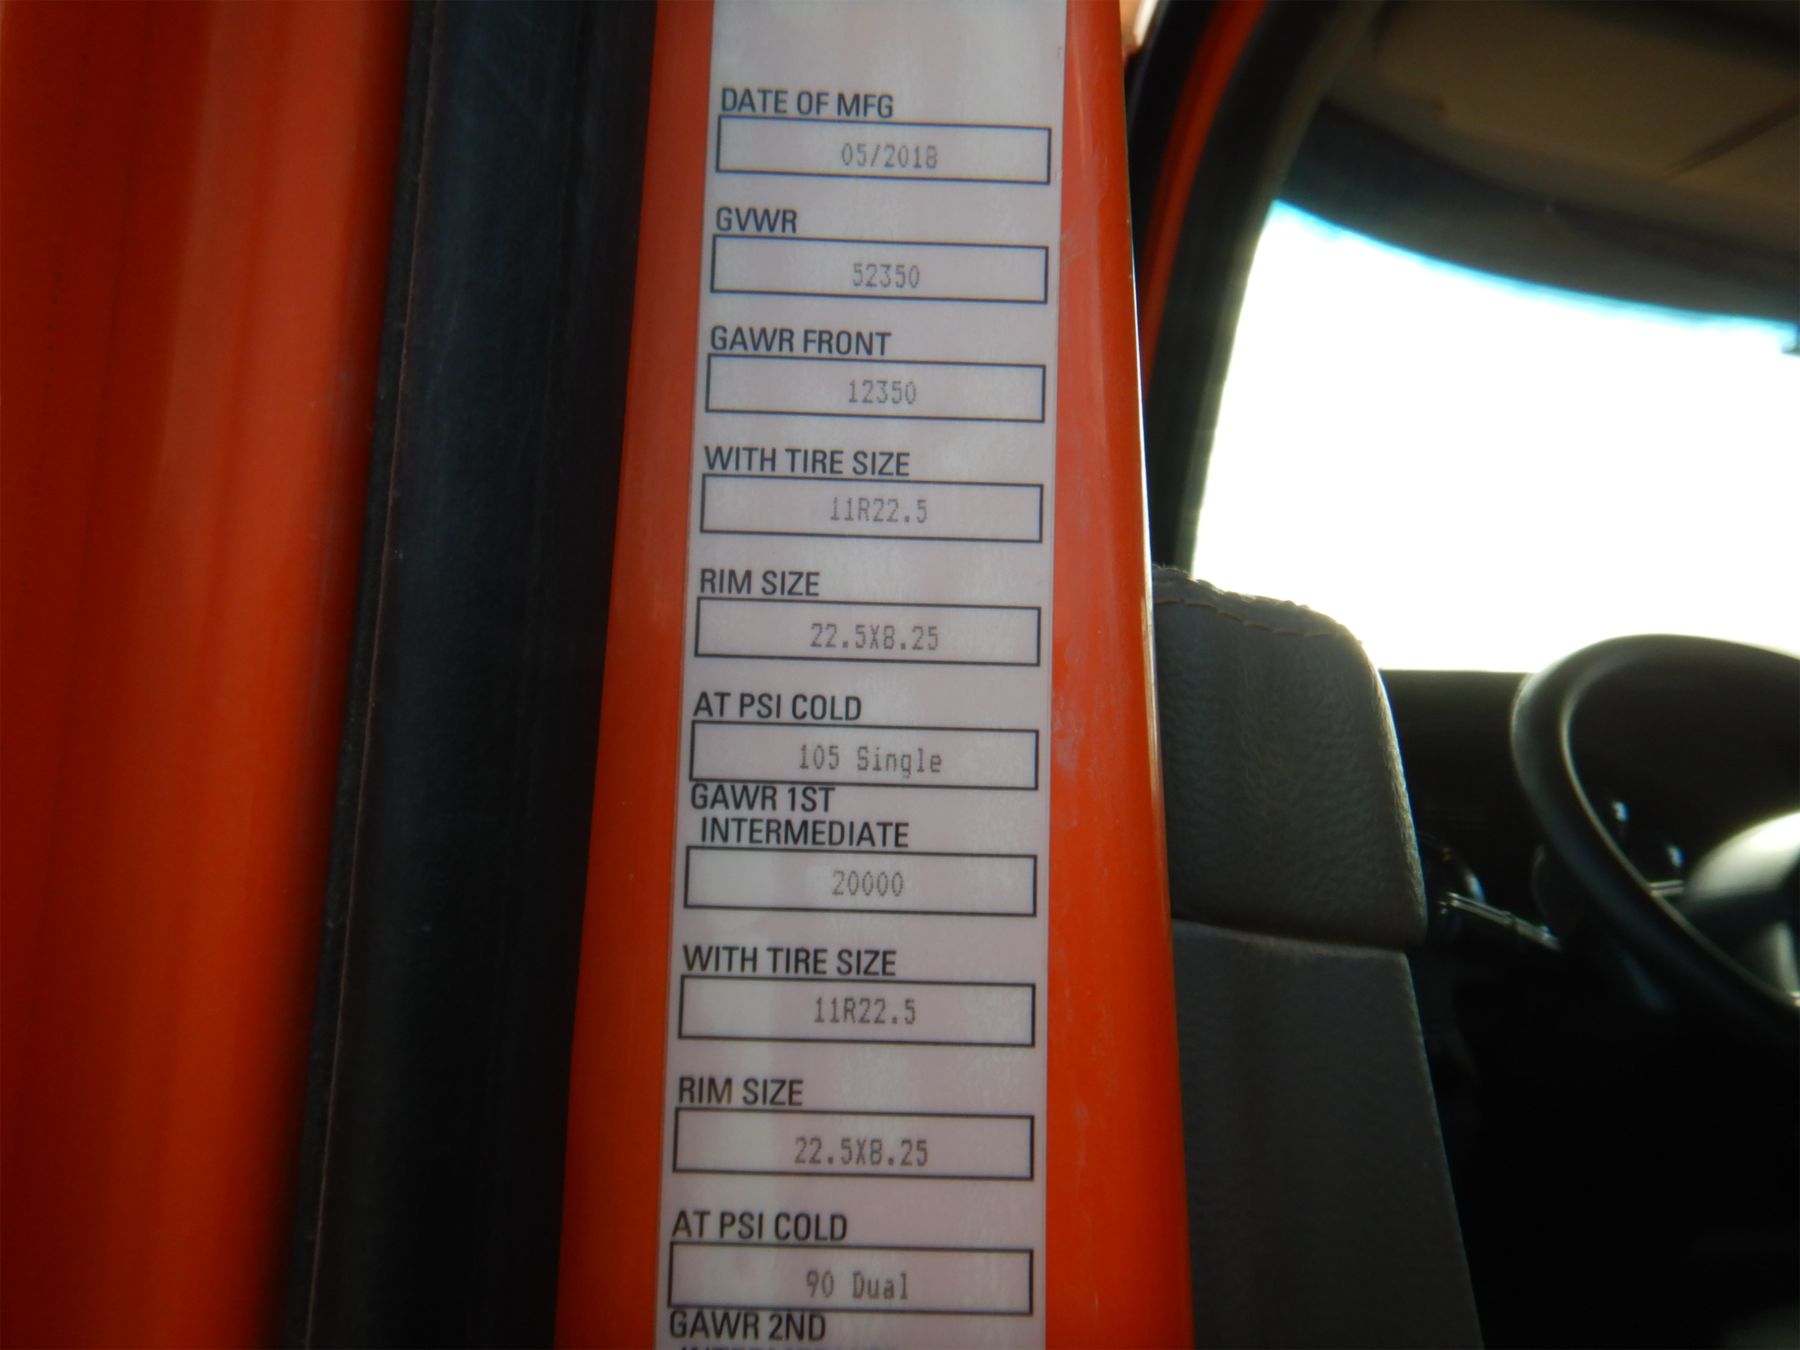 DATE OF MFG
05/2018
GVWR
52350
GAWR FRONT
12350
WITH TIRE SIZE
11R22.5
RIM SIZE
22.5X8.25
AT PSI COLD
105 Single
GAWR 1ST
INTERMEDIATE
20000
WITH TIRE SIZE
11R22.5
RIM SIZE
22.5X8.25
AT PSI COLD
90 Dual
GAWR 2ND